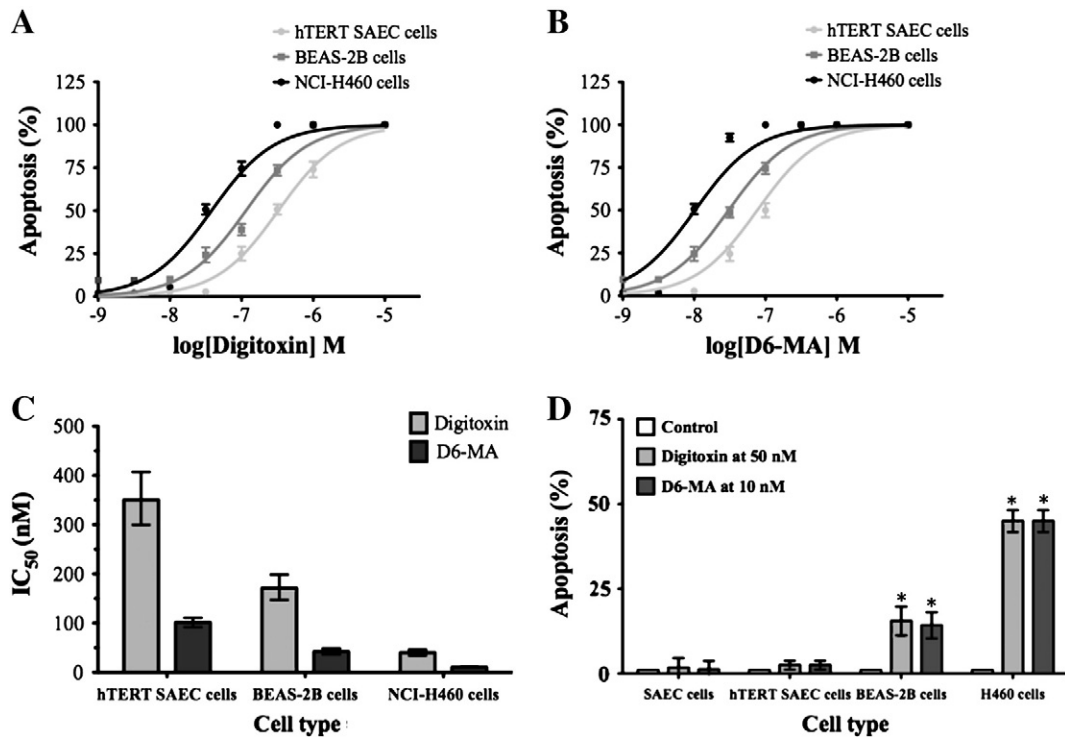 A
hTERT SAEC cells
BEAS-2B cells
NCI-H460 cells
Apoptosis (%)
125
100
75
50
25
0
-9
-8
-7
-6
-5
log[Digitoxin] M
B
hTERT SAEC cells
BEAS-2B cells
NCI-H460 cells
Apoptosis (%)
125
100
75
50
25
0
-9
-8
-7
-6
-5
log[D6-MA] M
C
Digitoxin
D6-MA
IC50 (nM)
500
400
300
200
100
0
hTERT SAEC cells
BEAS-2B cells
NCI-H460 cells
Cell type
D
Control
Digitoxin at 50 nM
D6-MA at 10 nM
Apoptosis (%)
75
50
25
0
* *
* *
SAEC cells
hTERT SAEC cells
BEAS-2B cells
H460 cells
Cell type